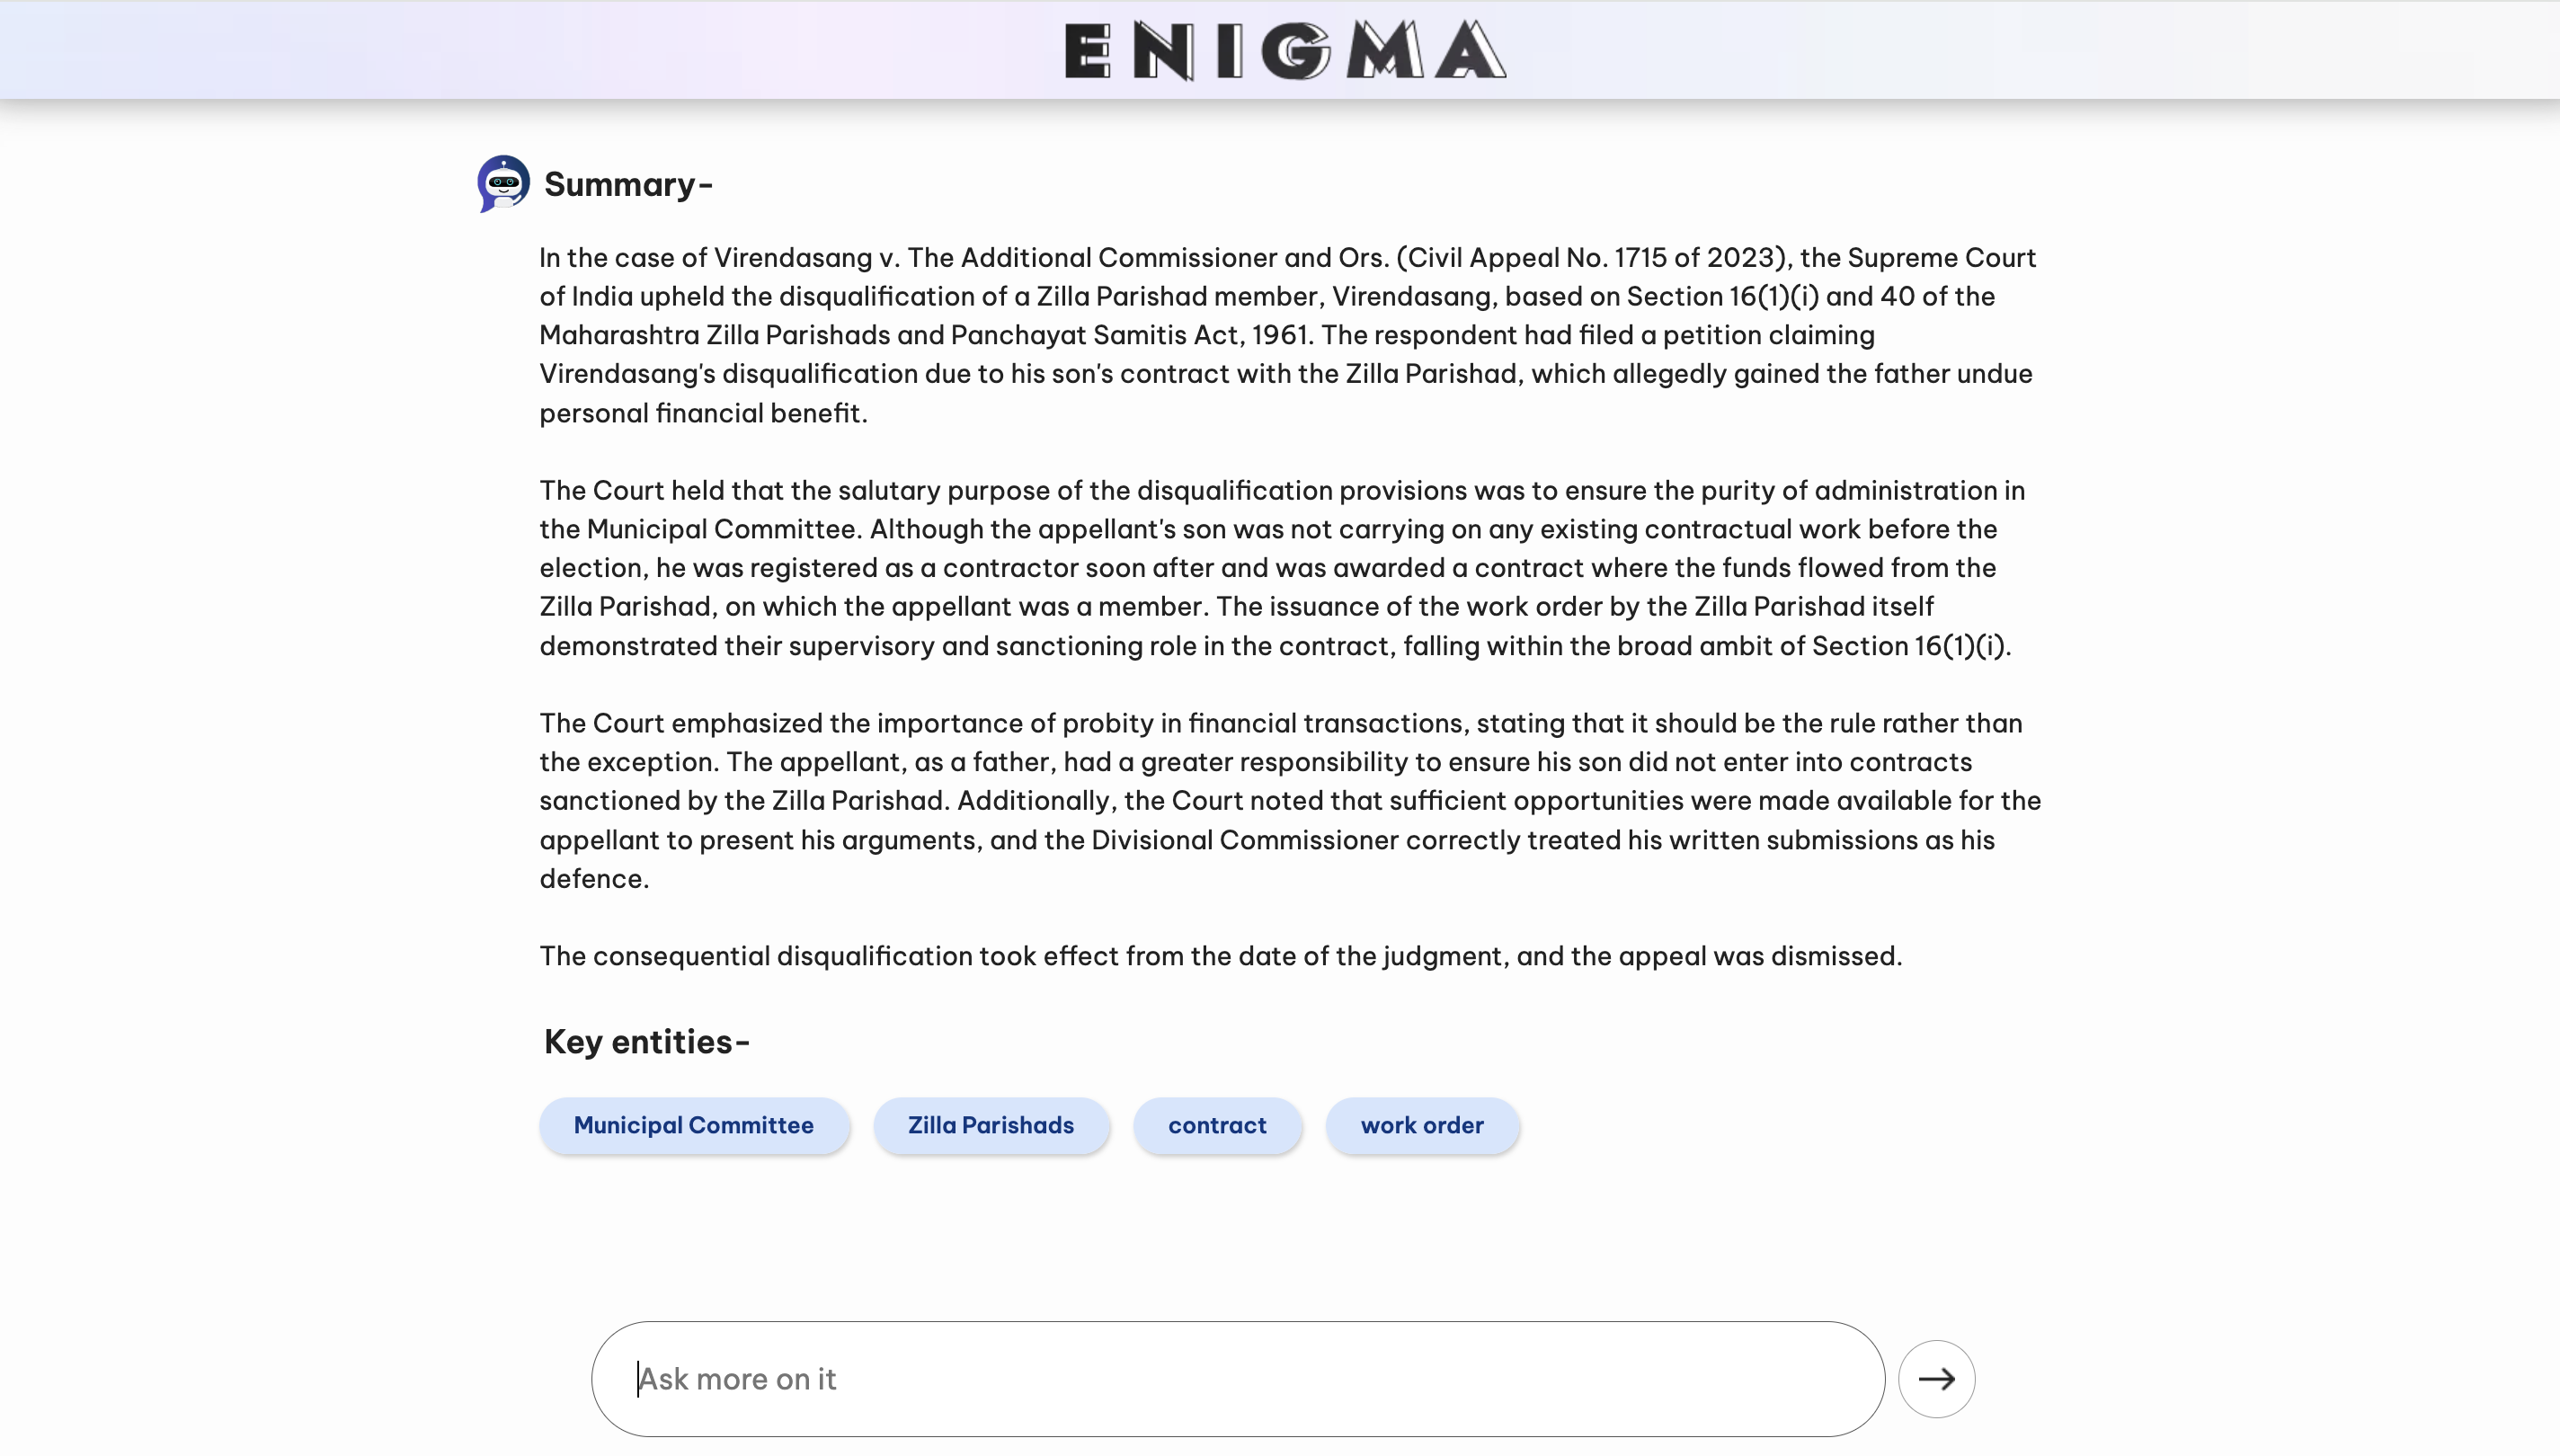 ENIGMA
Summary-
In the case of Virendasang v. The Additional Commissioner and Ors. (Civil Appeal No. 1715 of 2023), the Supreme Court
of India upheld the disqualification of a Zilla Parishad member, Virendasang, based on Section 16(1)(i) and 40 of the
Maharashtra Zilla Parishads and Panchayat Samitis Act, 1961. The respondent had filed a petition claiming
Virendasang's disqualification due to his son's contract with the Zilla Parishad, which allegedly gained the father undue
personal financial benefit.
The Court held that the salutary purpose of the disqualification provisions was to ensure the purity of administration in
the Municipal Committee. Although the appellant's son was not carrying on any existing contractual work before the
election, he was registered as a contractor soon after and was awarded a contract where the funds flowed from the
Zilla Parishad, on which the appellant was a member. The issuance of the work order by the Zilla Parishad itself
demonstrated their supervisory and sanctioning role in the contract, falling within the broad ambit of Section 16(1)(i).
The Court emphasized the importance of probity in financial transactions, stating that it should be the rule rather than
the exception. The appellant, as a father, had a greater responsibility to ensure his son did not enter into contracts
sanctioned by the Zilla Parishad. Additionally, the Court noted that sufficient opportunities were made available for the
appellant to present his arguments, and the Divisional Commissioner correctly treated his written submissions as his
defence.
The consequential disqualification took effect from the date of the judgment, and the appeal was dismissed.
Key entities-
Municipal Committee Zilla Parishads contract work order
Ask more on it